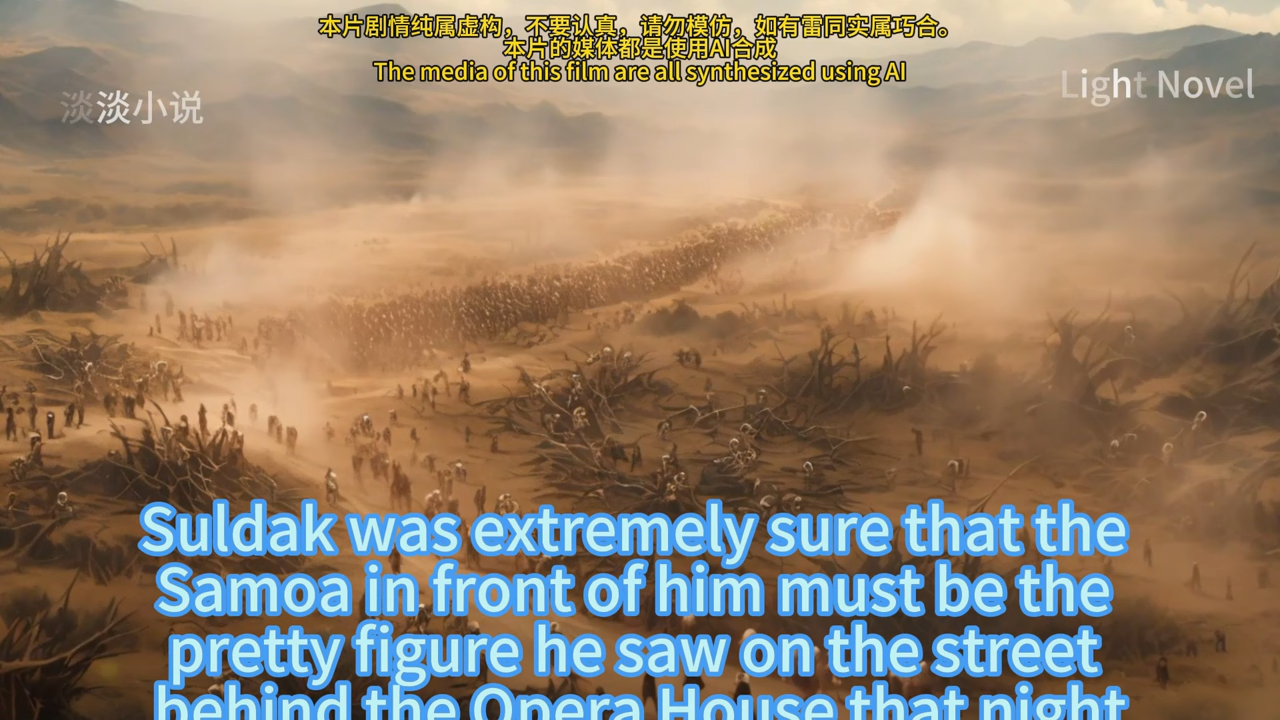 本片剧情纯属虚构，不要认真，请勿模仿，如有雷同实属巧合。
本片的媒体都是使用AI合成
The media of this film are all synthesized using AI
淡淡小说
Light Novel
Suldak was extremely sure that the
Samoa in front of him must be the
pretty figure he saw on the street
behind the Opera House that night